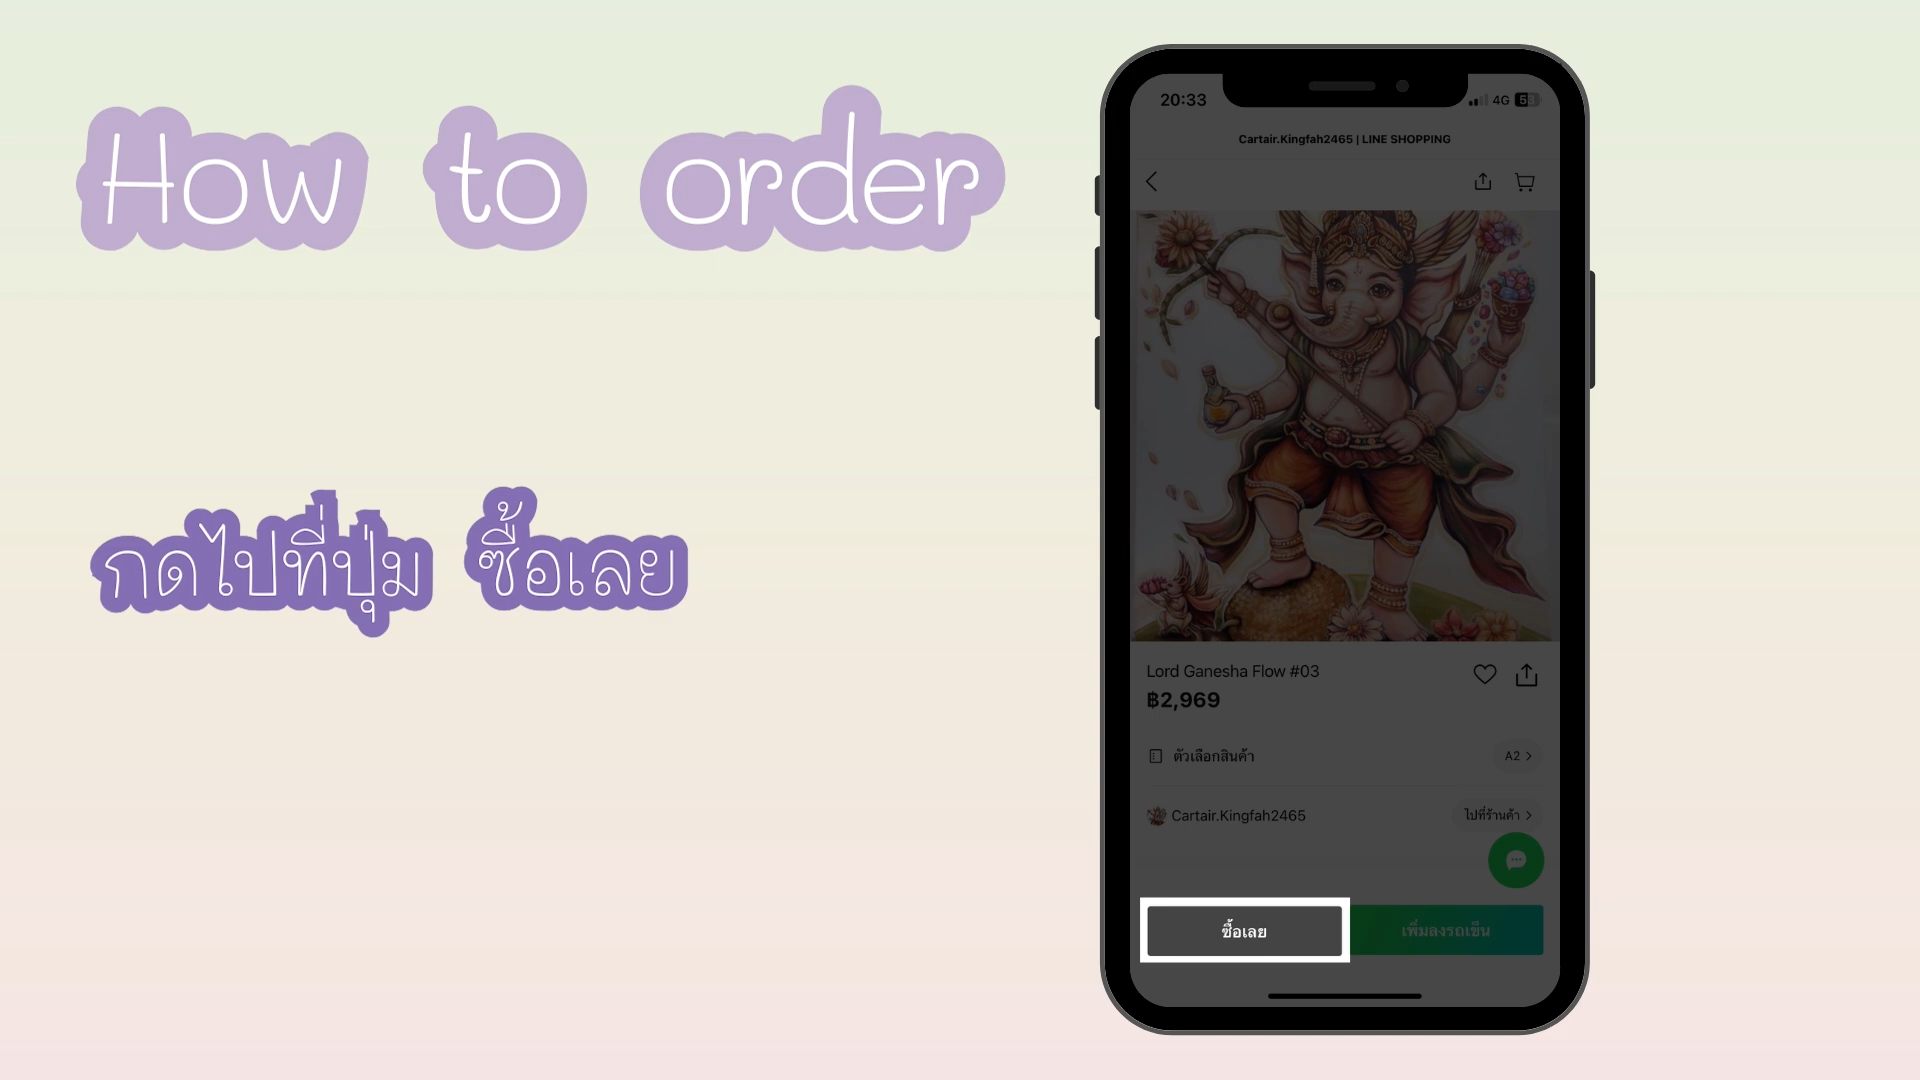 How to order
กดไปที่ปุ่ม ซื้อเลย
20:33
4G 53
Cartair.Kingfah2465 | LINE SHOPPING
Lord Ganesha Flow #03
฿2,969
ตัวเลือกสินค้า
A2
Cartair.Kingfah2465
ไปที่ร้านค้า
ซื้อเลย
เพิ่มลงรถเข็น